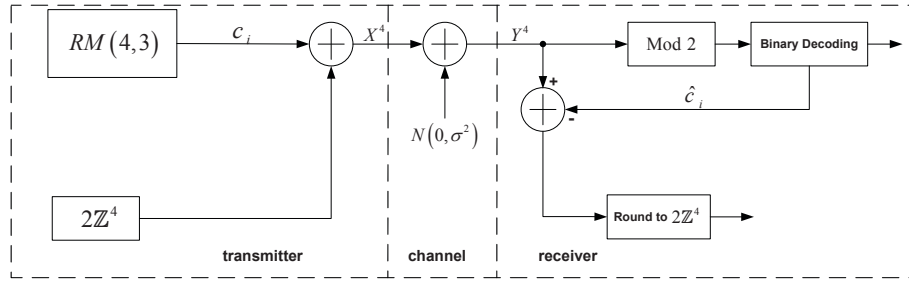 RM(4,3)
c_i
X^4
Y^4
Mod 2
Binary Decoding
+
-
ĉ_i
N(0,σ^2)
2ℤ^4
Round to 2ℤ^4
transmitter
channel
receiver